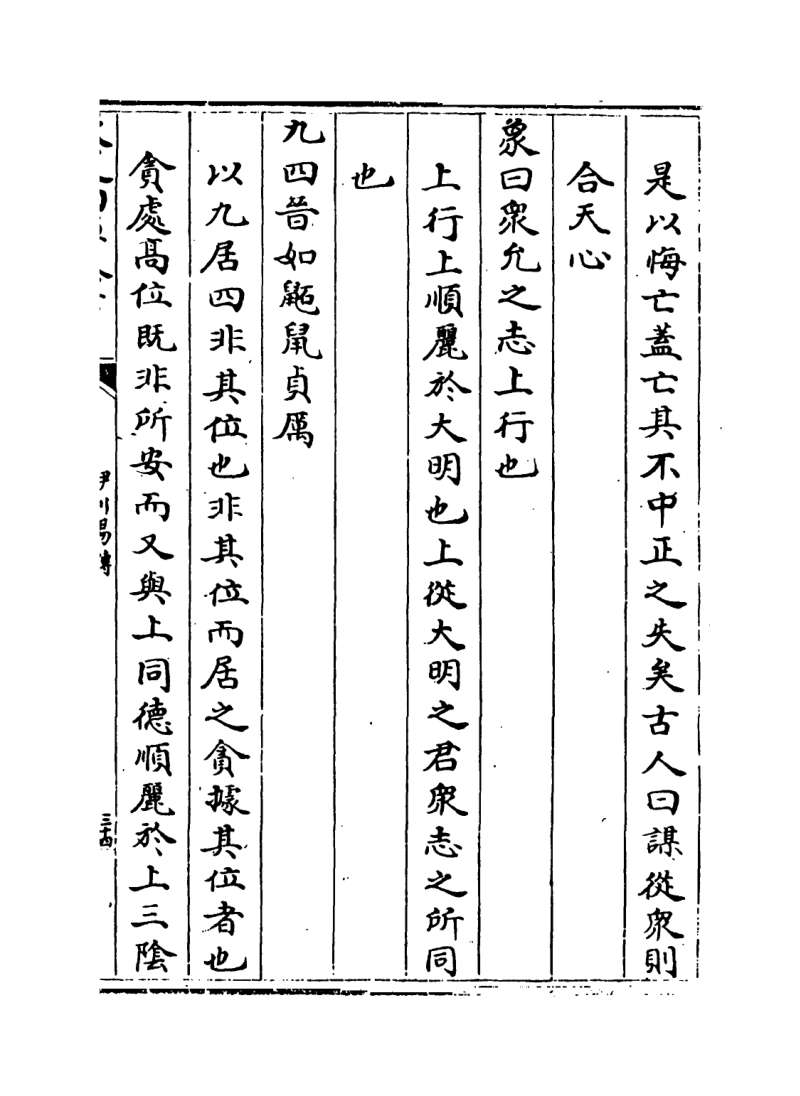 是以悔亡蓋亡其不中正之失矣古人曰謀從衆則
合天心
象曰衆允之志上行也
上行上順麗於大明也上從大明之君衆志之所同
也
九四晉如鼫鼠貞厲
以九居四非其位也非其位而居之貪據其位者也
貪處髙位既非所安而又與上同德順麗於上三陰
伊川易傳
三十四